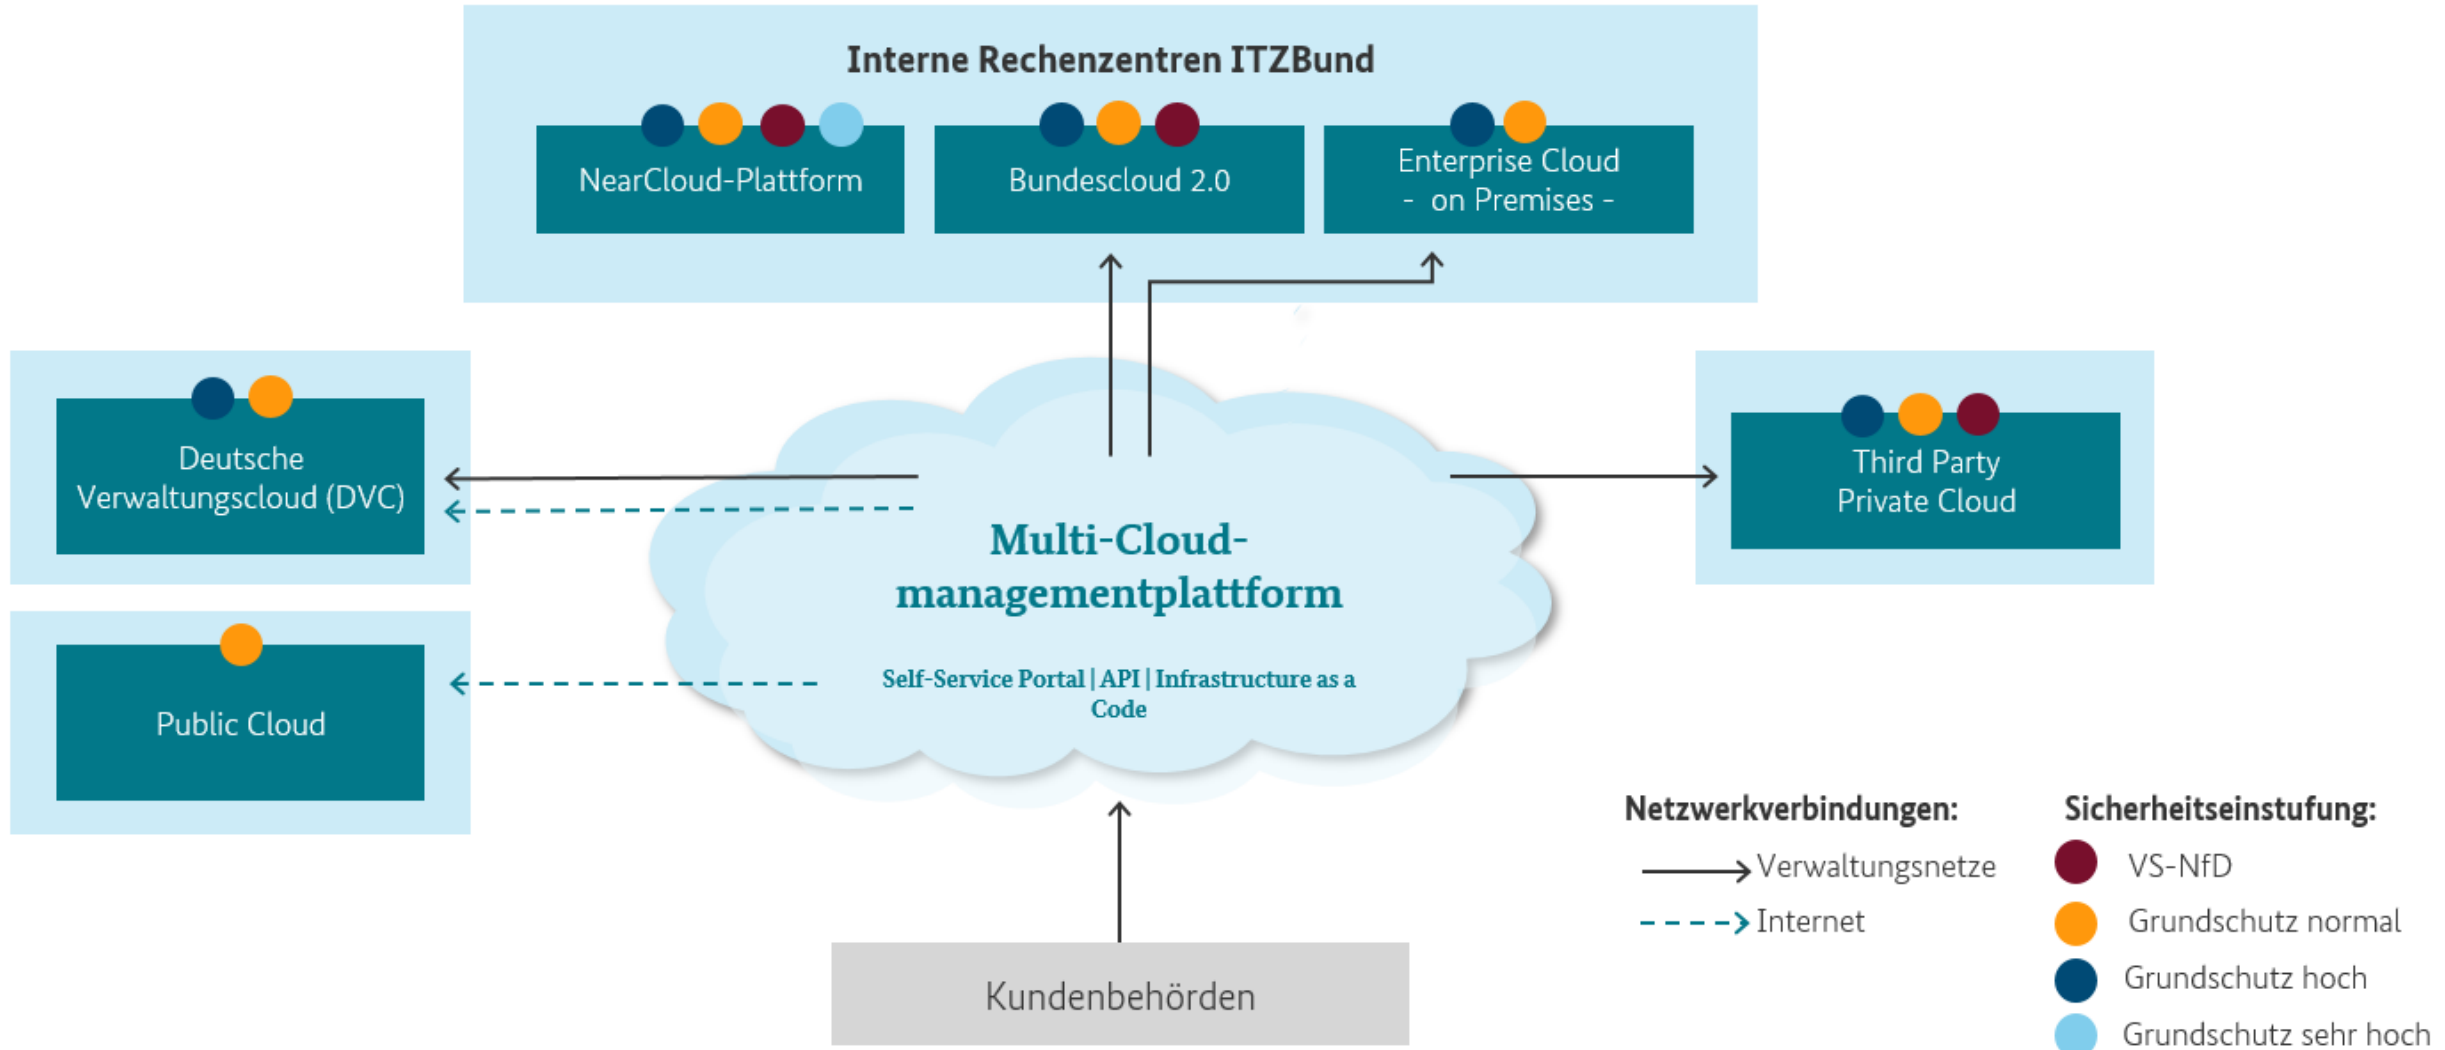 Interne Rechenzentren ITZBund
NearCloud-Plattform
Bundescloud 2.0
Enterprise Cloud
- on Premises -
Deutsche
Verwaltungscloud (DVC)
Third Party
Private Cloud
Multi-Cloud-
managementplattform
Self-Service Portal | API | Infrastructure as a
Code
Public Cloud
Kundenbehörden
Netzwerkverbindungen:
Verwaltungsnetze
Internet
Sicherheitseinstufung:
VS-NfD
Grundschutz normal
Grundschutz hoch
Grundschutz sehr hoch